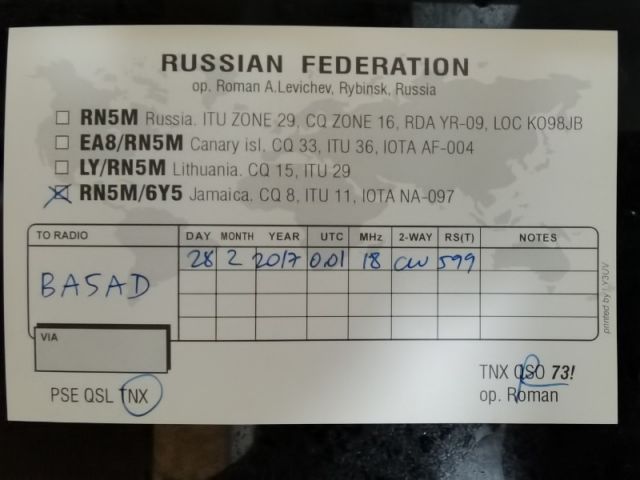 RUSSIAN FEDERATION
op. Roman A.Levichev, Rybinsk, Russia
RN5M Russia. ITU ZONE 29, CQ ZONE 16, RDA YR-09, LOC KO98JB
EA8/RN5M Canary isl. CQ 33, ITU 36, IOTA AF-004
LY/RN5M Lithuania. CQ 15, ITU 29
RN5M/6Y5 Jamaica. CQ 8, ITU 11, IOTA NA-097
TO RADIO DAY MONTH YEAR UTC MHz 2-WAY RS(T) NOTES
28 2 2017 0.01 18 CW 599
BA5AD
VIA
printed by LY3UV
PSE QSL TNX
TNX QSO 73!
op. Roman